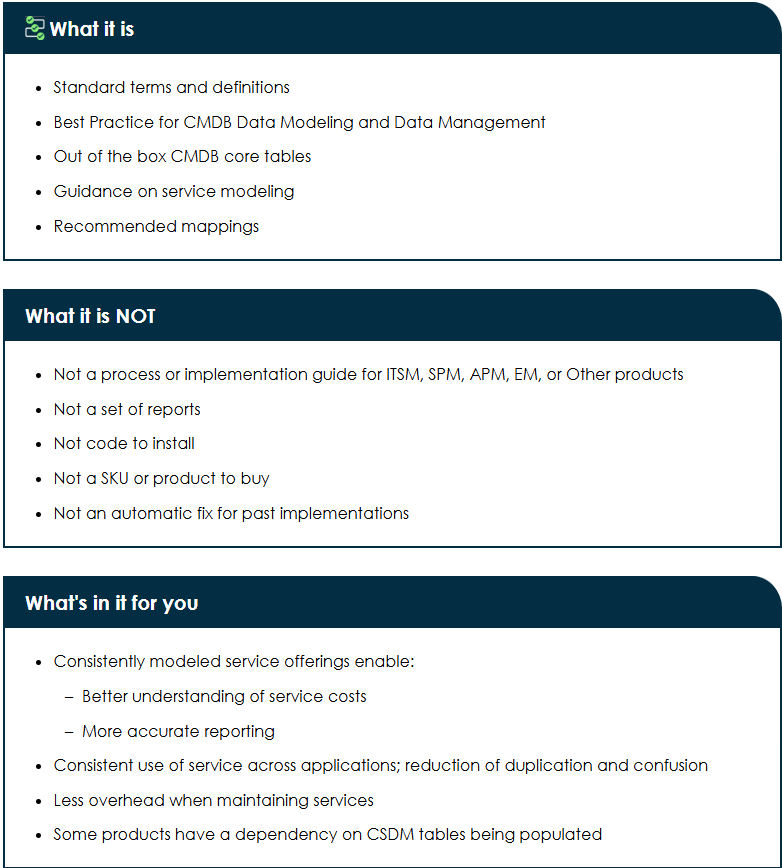 What it is
• Standard terms and definitions
• Best Practice for CMDB Data Modeling and Data Management
• Out of the box CMDB core tables
• Guidance on service modeling
• Recommended mappings
What it is NOT
• Not a process or implementation guide for ITSM, SPM, APM, EM, or Other products
• Not a set of reports
• Not code to install
• Not a SKU or product to buy
• Not an automatic fix for past implementations
What's in it for you
• Consistently modeled service offerings enable:
– Better understanding of service costs
– More accurate reporting
• Consistent use of service across applications; reduction of duplication and confusion
• Less overhead when maintaining services
• Some products have a dependency on CSDM tables being populated